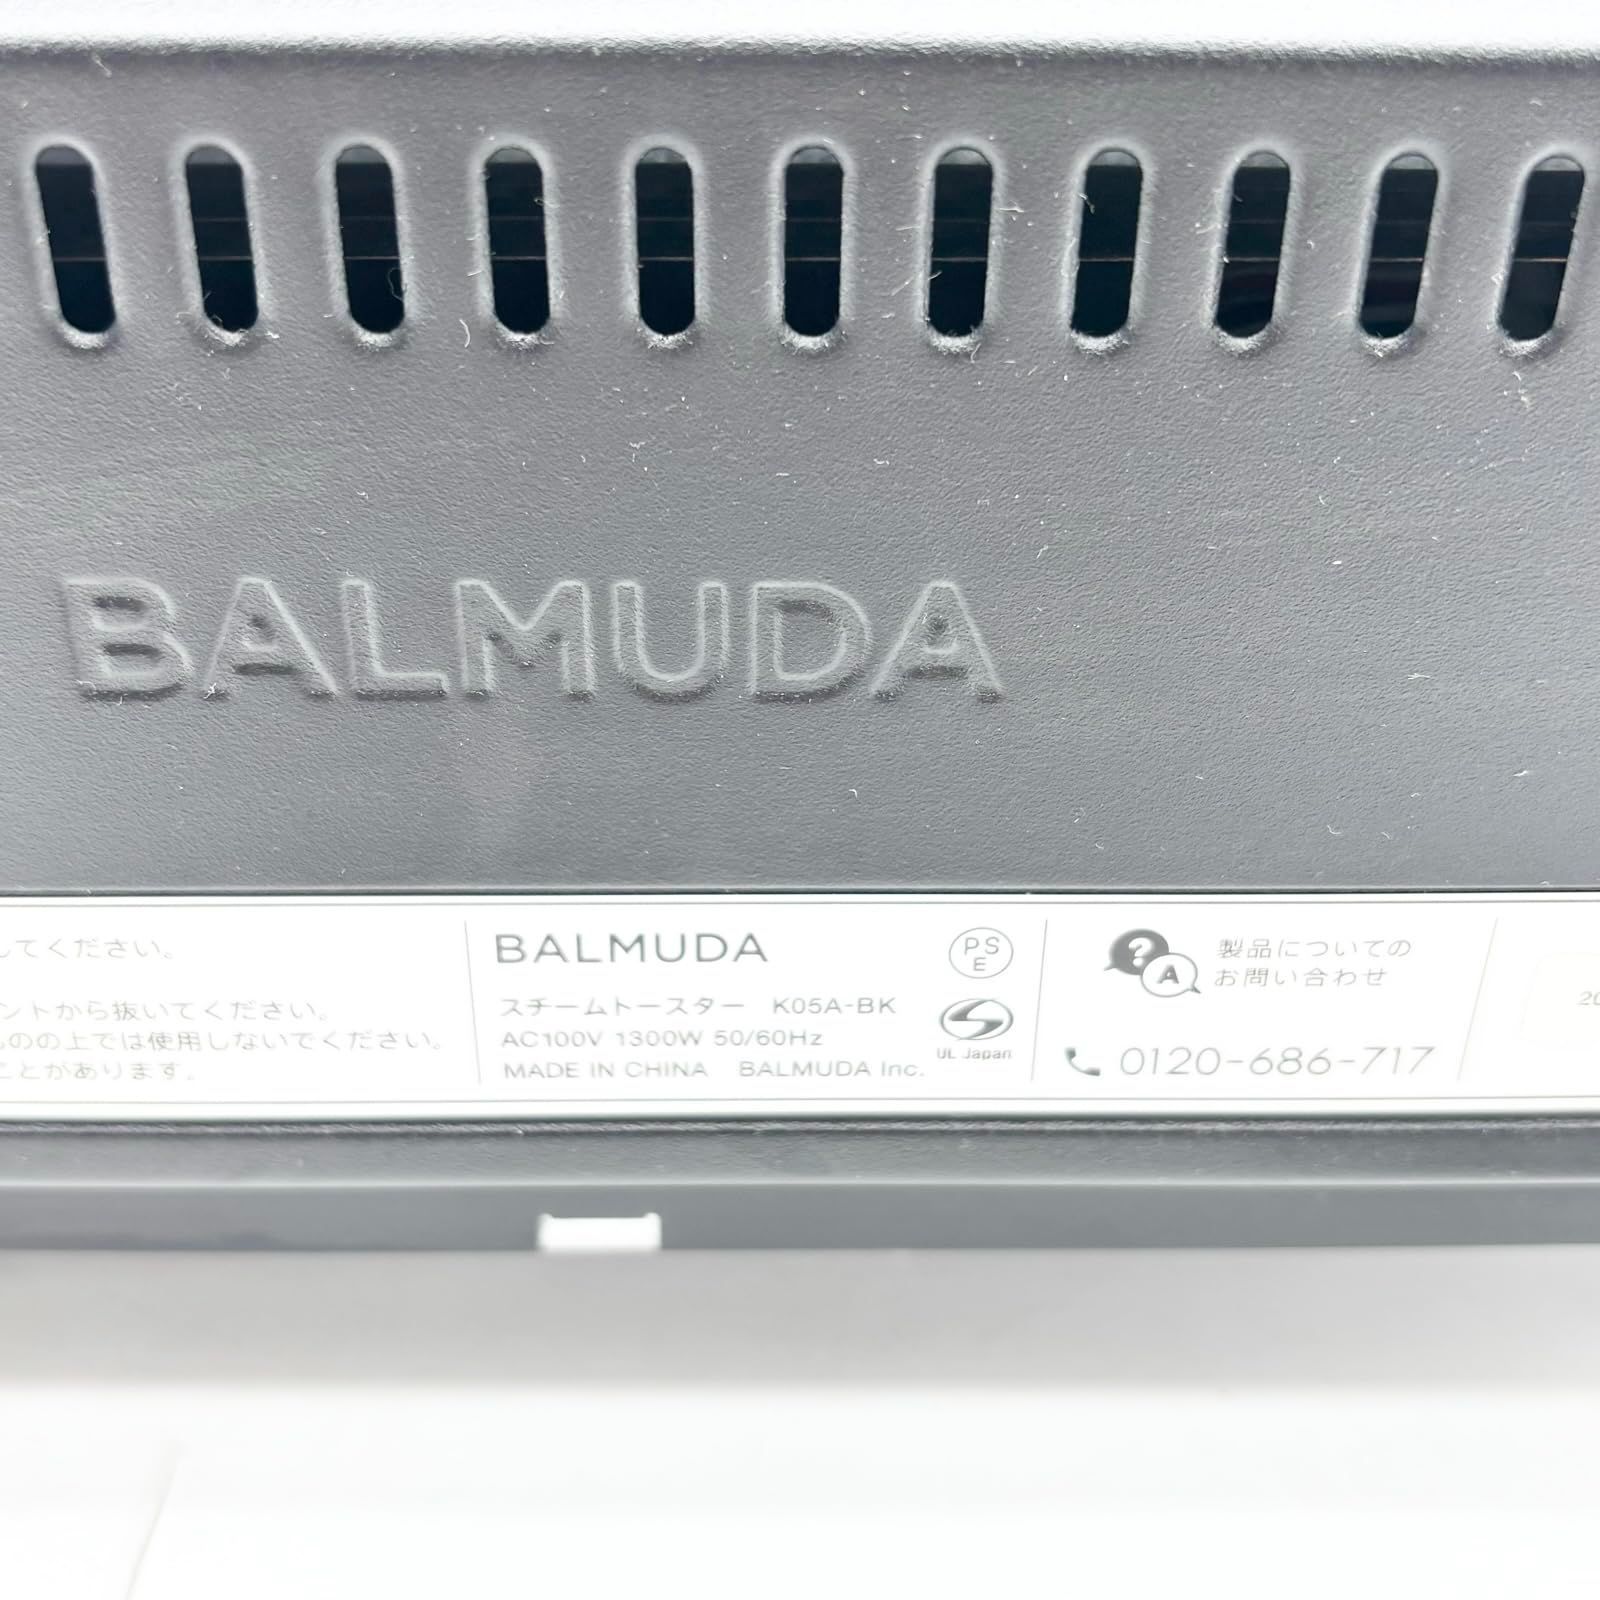 BALMUDA
してください。
ントから抜いてください。
ものの上では使用しないでください。
ことがあります。
BALMUDA
スチームトースター K05A-BK
AC100V 1300W 50/60Hz
MADE IN CHINA BALMUDA Inc.
PSE
UL Japan
? A
製品についての
お問い合わせ
0120-686-717
20